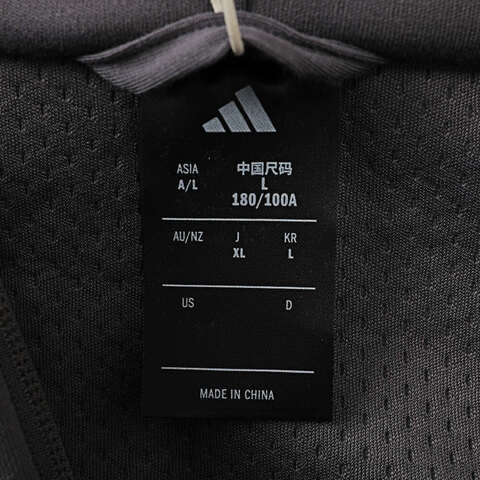 ASIA 中国尺码
A/L L
180/100A
AU/NZ J KR
XL L
US D
MADE IN CHINA